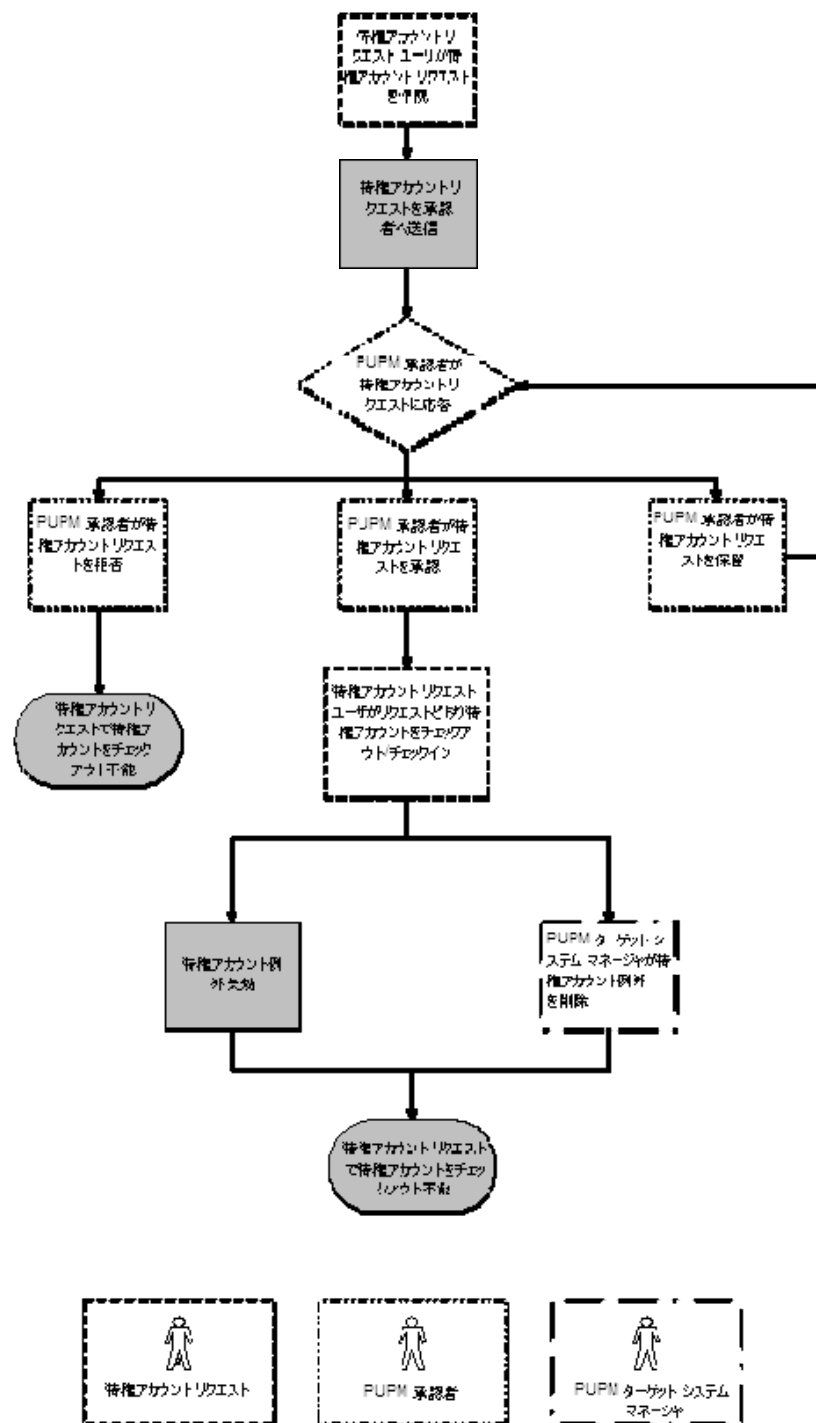 特権アカウントリ
クエスト ユーザが特
権アカウント リクエスト
を作成
特権アカウントリ
クエストを承認
者へ送信
PUPM 承認者が
特権アカウントリ
クエストに応答
PUPM 承認者が特
権アカウント リクエス
トを拒否
PUPM 承認者が特
権アカウント リクエ
ストを承認
PUPM 承認者が特
権アカウント リクエ
ストを保留
特権アカウントリ
クエストで特権ア
カウントをチェック
アウト不能
特権アカウント リクエスト
ユーザがリクエストどおり特
権アカウントをチェックア
ウト/チェックイン
特権アカウント例
外失効
PUPM ターゲット シ
ステム マネージャが特
権アカウント例外
を削除
特権アカウント リクエスト
で特権アカウントをチェッ
クアウト不能
特権アカウント リクエスト
PUPM 承認者
PUPM ターゲット システム
マネージャ